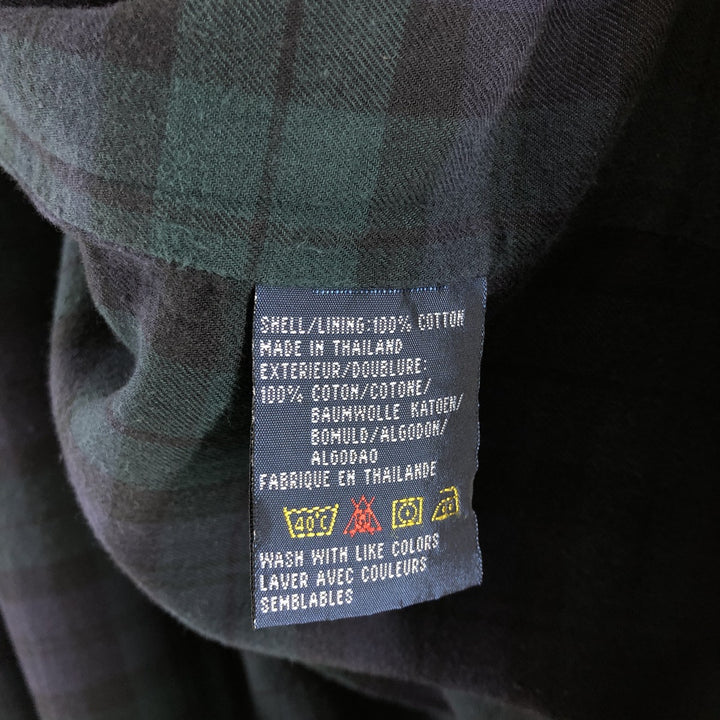 SHELL/LINING:100% COTTON
MADE IN THAILAND
EXTERIEUR/DOUBLURE:
100% COTON/COTONE/
BAUMWOLLE KATOEN/
BOMULD/ALGODON/
ALGODAO
FABRIQUE EN THAILANDE
40°C
WASH WITH LIKE COLORS
LAVER AVEC COULEURS
SEMBLABLES